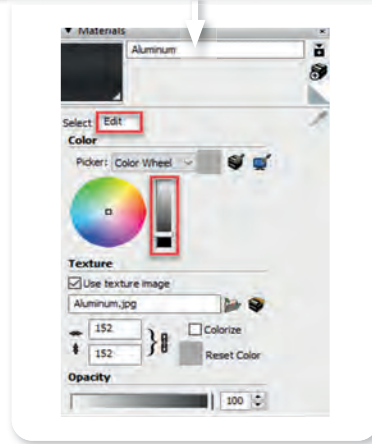 Materials
Aluminum
Select Edit
Color
Picker: Color Wheel
Texture
Use texture image
Aluminum.jpg
152
Colorize
152
Reset Color
Opacity
100